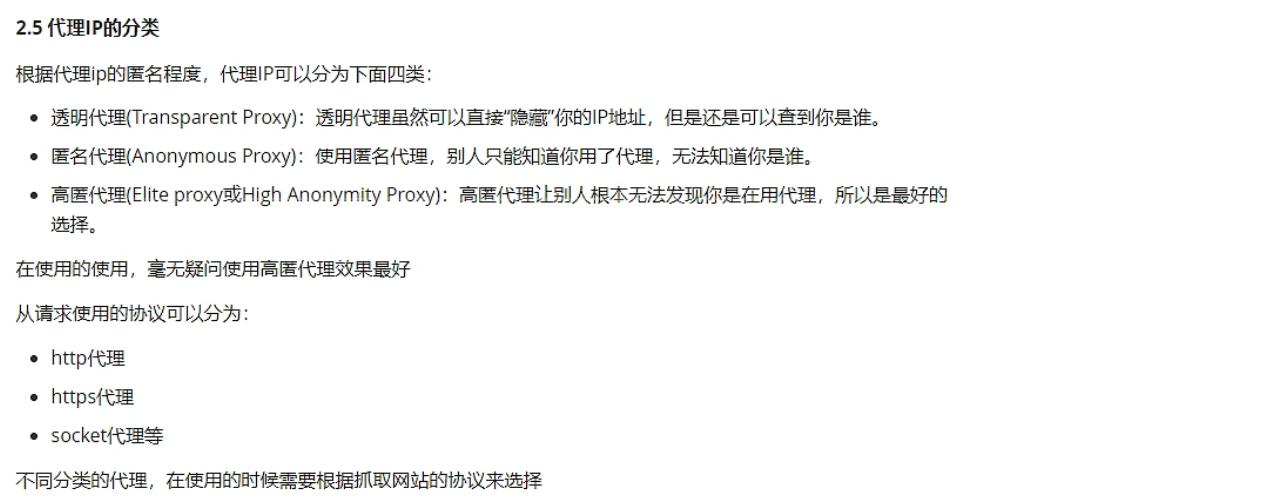 2.5 代理IP的分类
根据代理ip的匿名程度，代理IP可以分为下面四类：
透明代理(Transparent Proxy)：透明代理虽然可以直接“隐藏”你的IP地址，但是还是可以查到你是谁。
匿名代理(Anonymous Proxy)：使用匿名代理，别人只能知道你用了代理，无法知道你是谁。
高匿代理(Elite proxy或High Anonymity Proxy)：高匿代理让别人根本无法发现你是在用代理，所以是最好的
选择。
在使用的使用，毫无疑问使用高匿代理效果最好
从请求使用的协议可以分为：
http代理
https代理
socket代理等
不同分类的代理，在使用的时候需要根据抓取网站的协议来选择